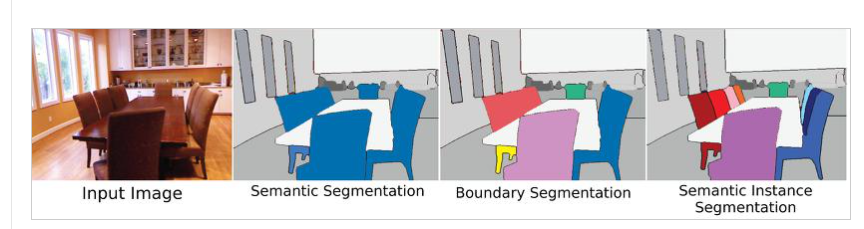 Input Image
Semantic Segmentation
Boundary Segmentation
Semantic Instance
Segmentation